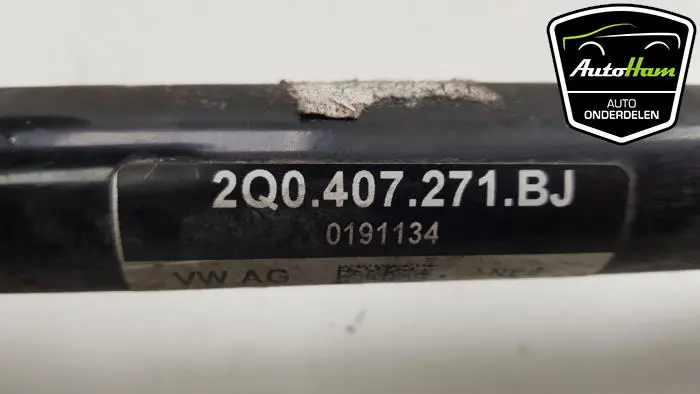 AutoHam
AUTO
ONDERDELEN
2Q0.407.271.BJ
0191134
VW AG